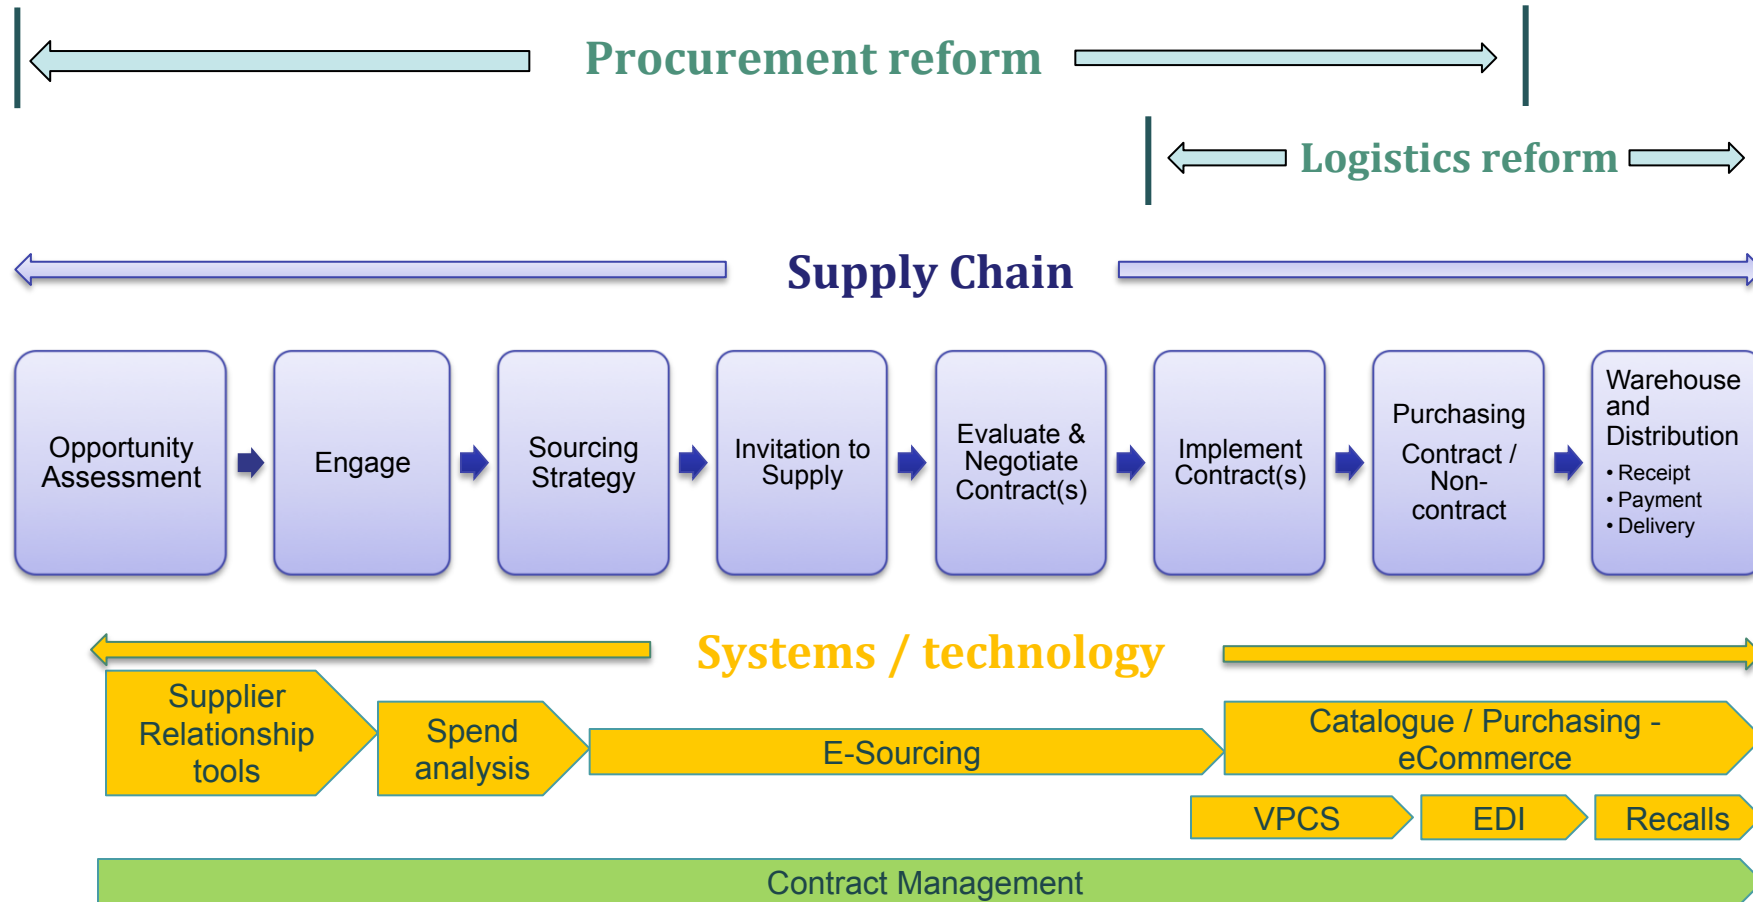 Procurement reform
Logistics reform
Supply Chain
Opportunity
Assessment
Engage
Sourcing
Strategy
Invitation to
Supply
Evaluate &
Negotiate
Contract(s)
Implement
Contract(s)
Purchasing
Contract /
Non-
contract
Warehouse
and
Distribution
• Receipt
• Payment
• Delivery
Systems / technology
Supplier
Relationship
tools
Spend
analysis
E-Sourcing
Catalogue / Purchasing -
eCommerce
VPCS
EDI
Recalls
Contract Management